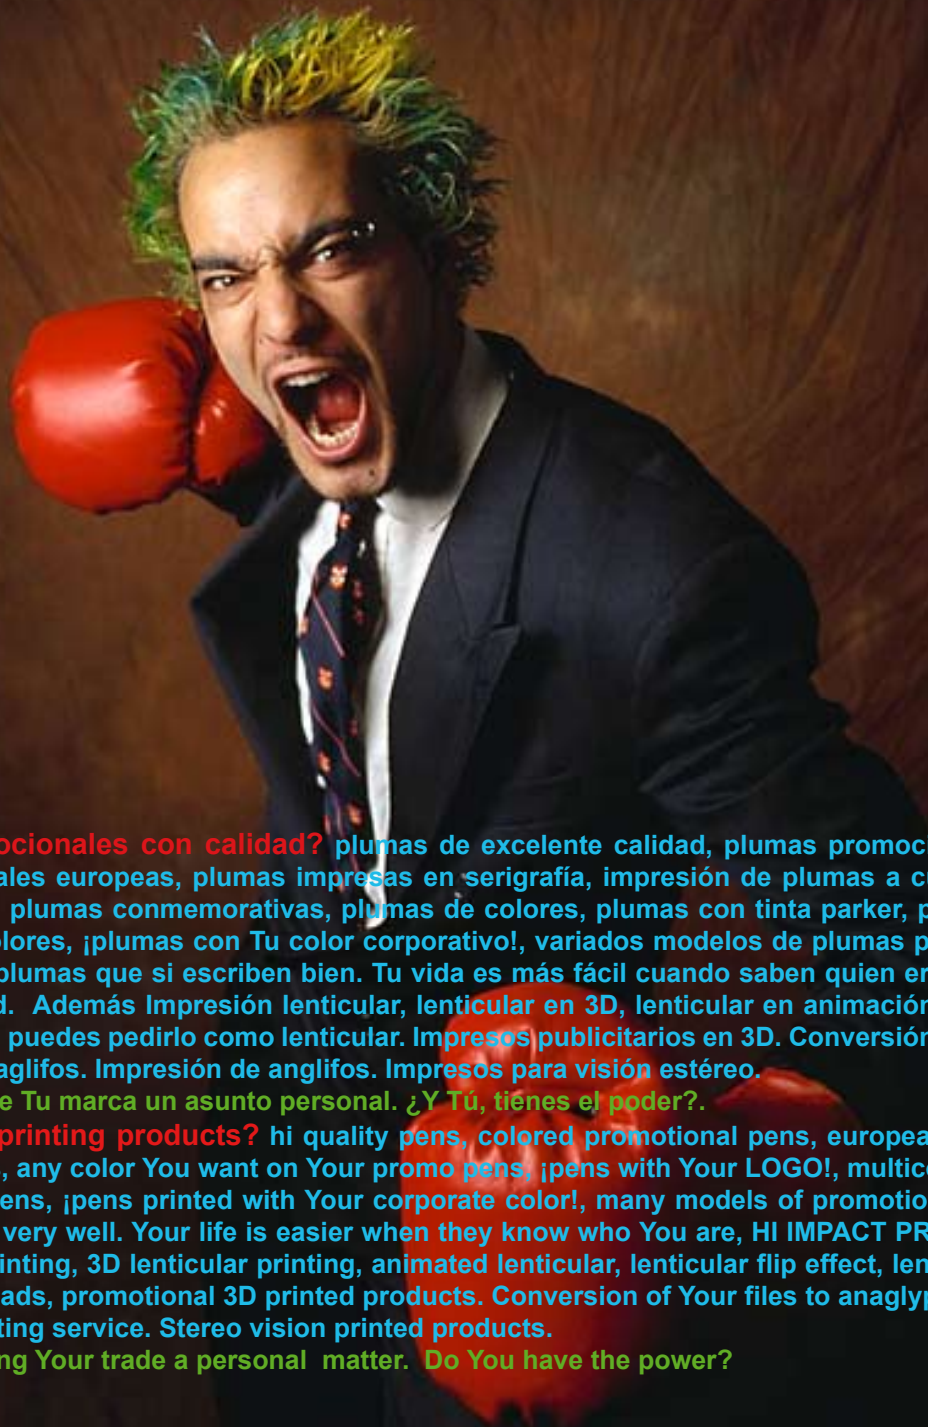 ocionales con calidad? plumas de excelente calidad, plumas promoc
ales europeas, plumas impresas en serigrafía, impresión de plumas a c
plumas conmemorativas, plumas de colores, plumas con tinta parker, p
olores, ¡plumas con Tu color corporativo!, variados modelos de plumas p
plumas que si escriben bien. Tu vida es más fácil cuando saben quien er
d. Además Impresión lenticular, lenticular en 3D, lenticular en animación
puedes pedirlo como lenticular. Impresos publicitarios en 3D. Conversión
aglifos. Impresión de anglifos. Impresos para visión estéreo.
e Tu marca un asunto personal. ¿Y Tú, tienes el poder?.
printing products? hi quality pens, colored promotional pens, europea
s, any color You want on Your promo pens, ¡pens with Your LOGO!, multico
ens, ¡pens printed with Your corporate color!, many models of promotio
very well. Your life is easier when they know who You are, HI IMPACT PR
inting, 3D lenticular printing, animated lenticular, lenticular flip effect, len
ads, promotional 3D printed products. Conversion of Your files to anaglyp
ting service. Stereo vision printed products.
ng Your trade a personal matter. Do You have the power?